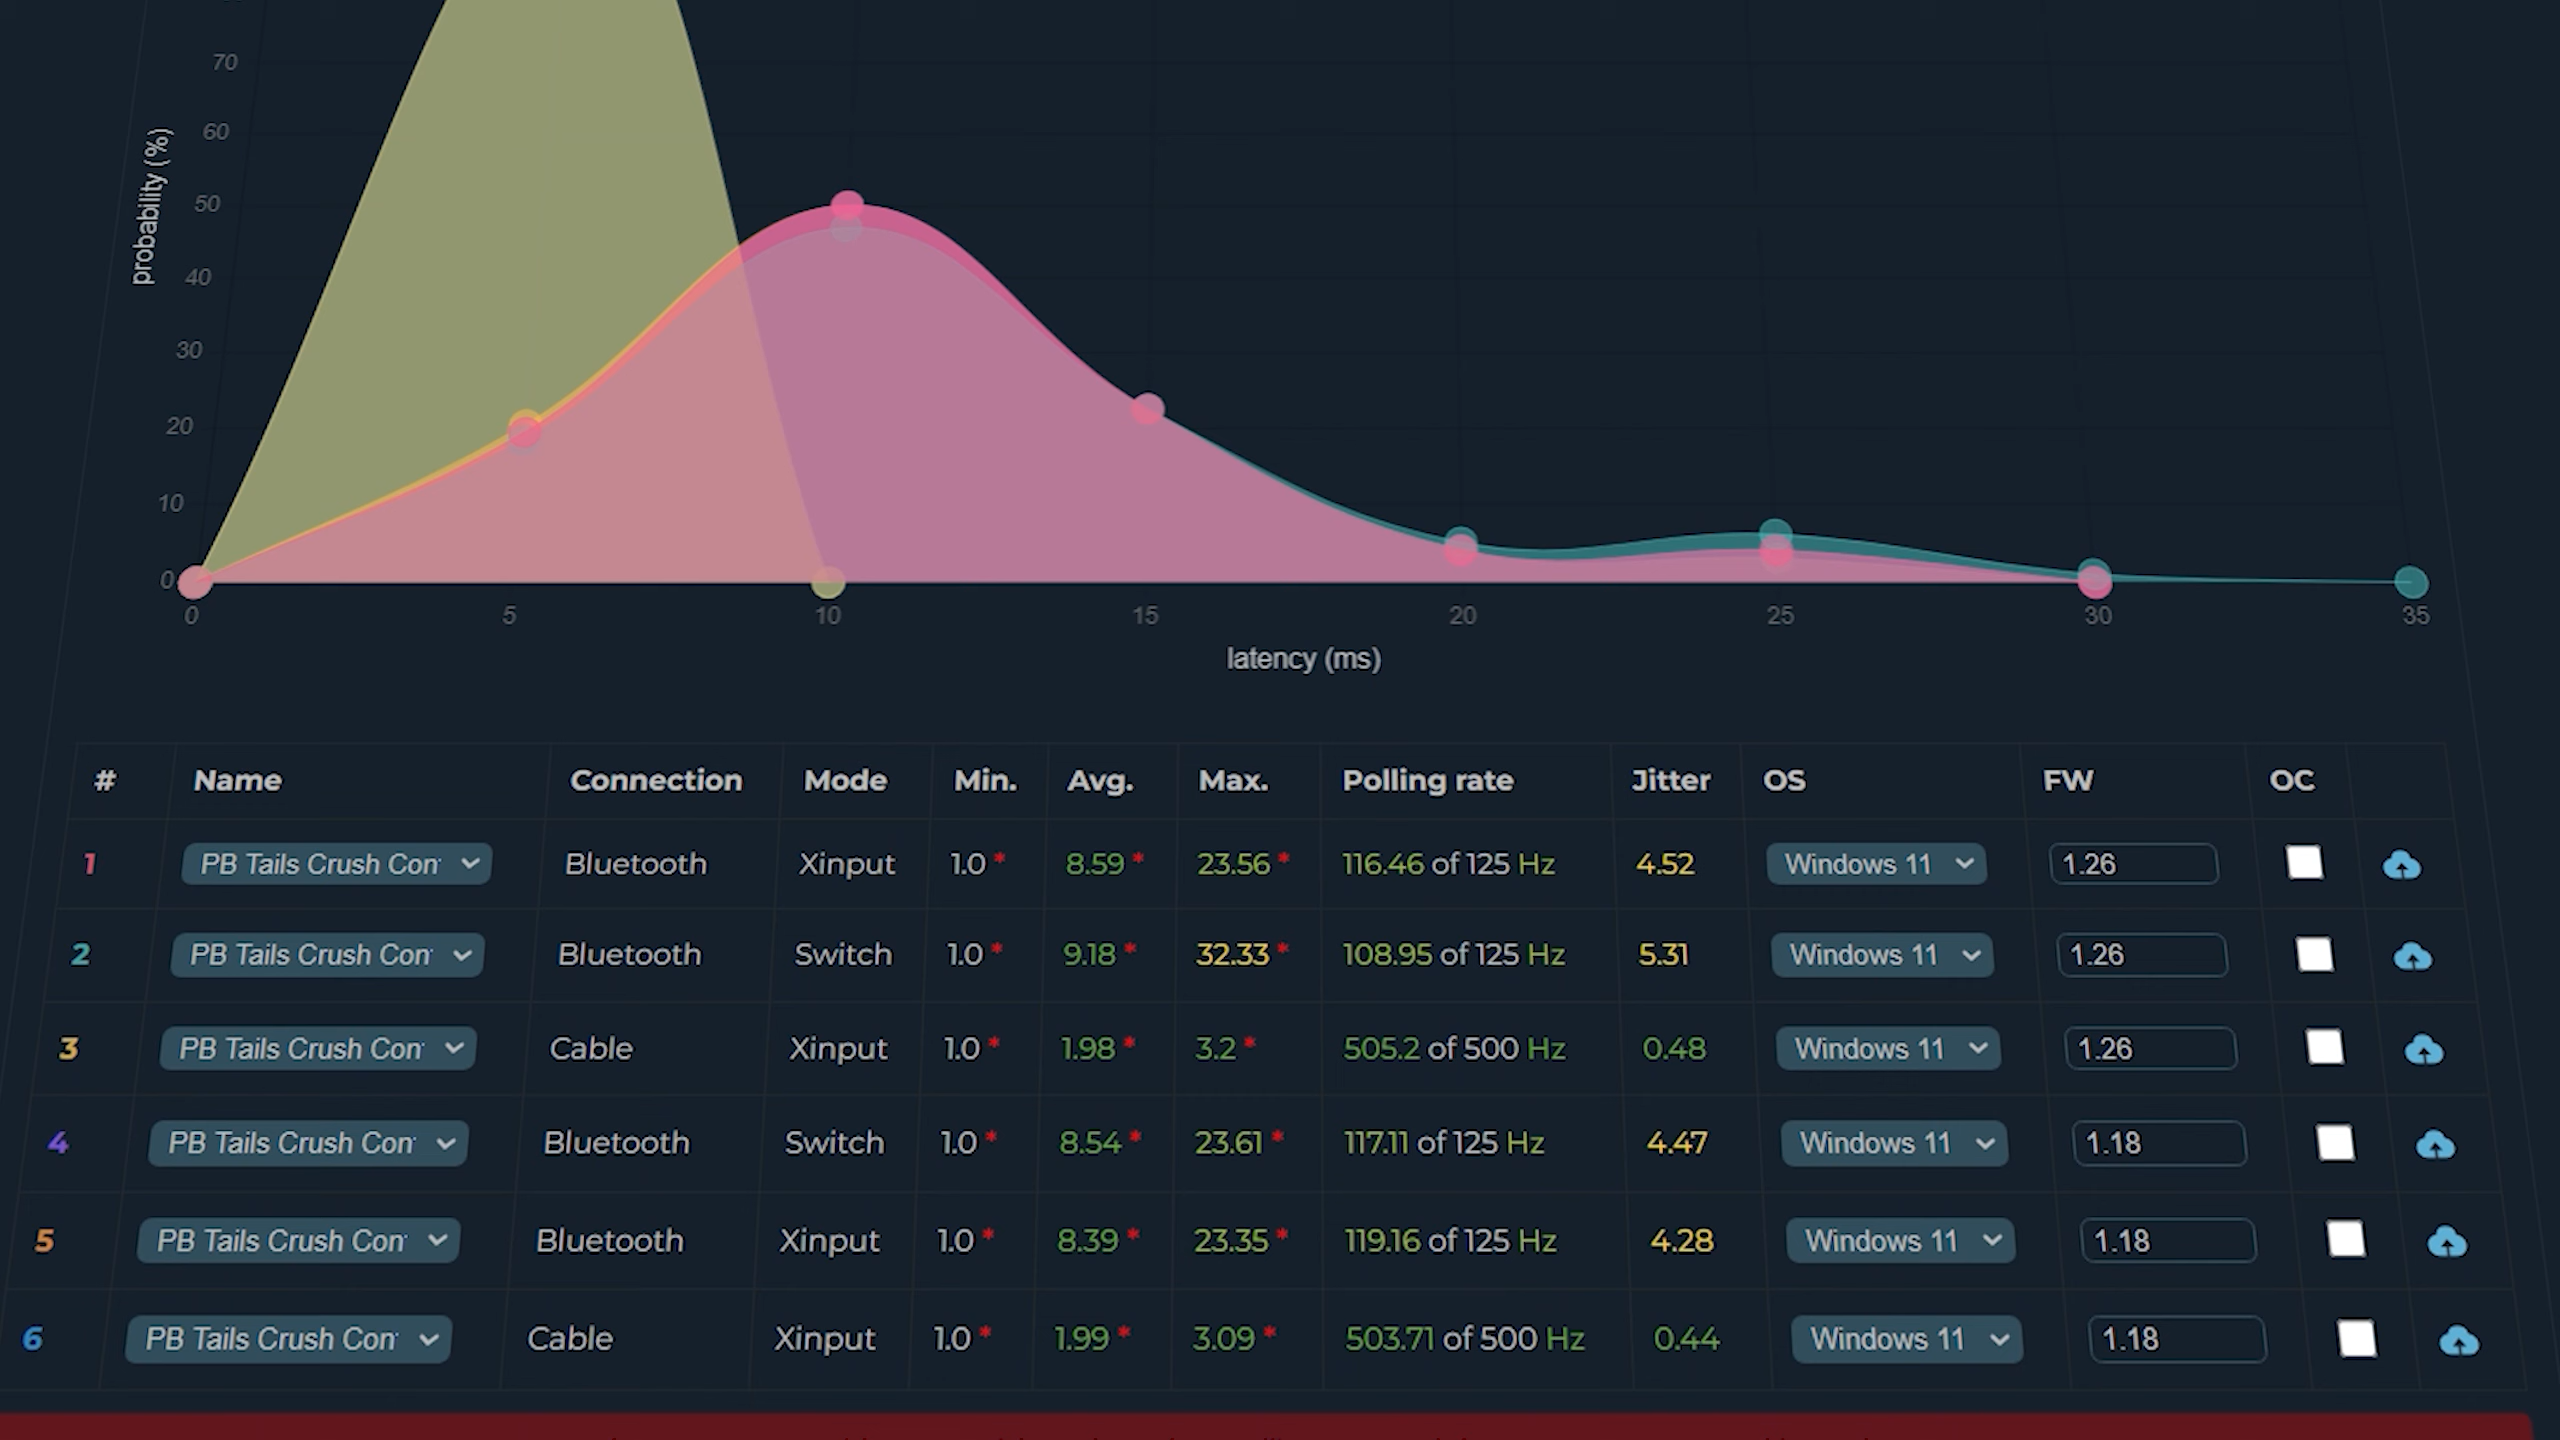 70
60
50
40
30
20
10
0
probability (%)
0 5 10 15 20 25 30 35
latency (ms)
# Name Connection Mode Min. Avg. Max. Polling rate Jitter OS FW OC
1 PB Tails Crush Con Bluetooth Xinput 1.0 * 8.59 * 23.56 * 116.46 of 125 Hz 4.52 Windows 11 1.26
2 PB Tails Crush Con Bluetooth Switch 1.0 * 9.18 * 32.33 * 108.95 of 125 Hz 5.31 Windows 11 1.26
3 PB Tails Crush Con Cable Xinput 1.0 * 1.98 * 3.2 * 505.2 of 500 Hz 0.48 Windows 11 1.26
4 PB Tails Crush Con Bluetooth Switch 1.0 * 8.54 * 23.61 * 117.11 of 125 Hz 4.47 Windows 11 1.18
5 PB Tails Crush Con Bluetooth Xinput 1.0 * 8.39 * 23.35 * 119.16 of 125 Hz 4.28 Windows 11 1.18
6 PB Tails Crush Con Cable Xinput 1.0 * 1.99 * 3.09 * 503.71 of 500 Hz 0.44 Windows 11 1.18